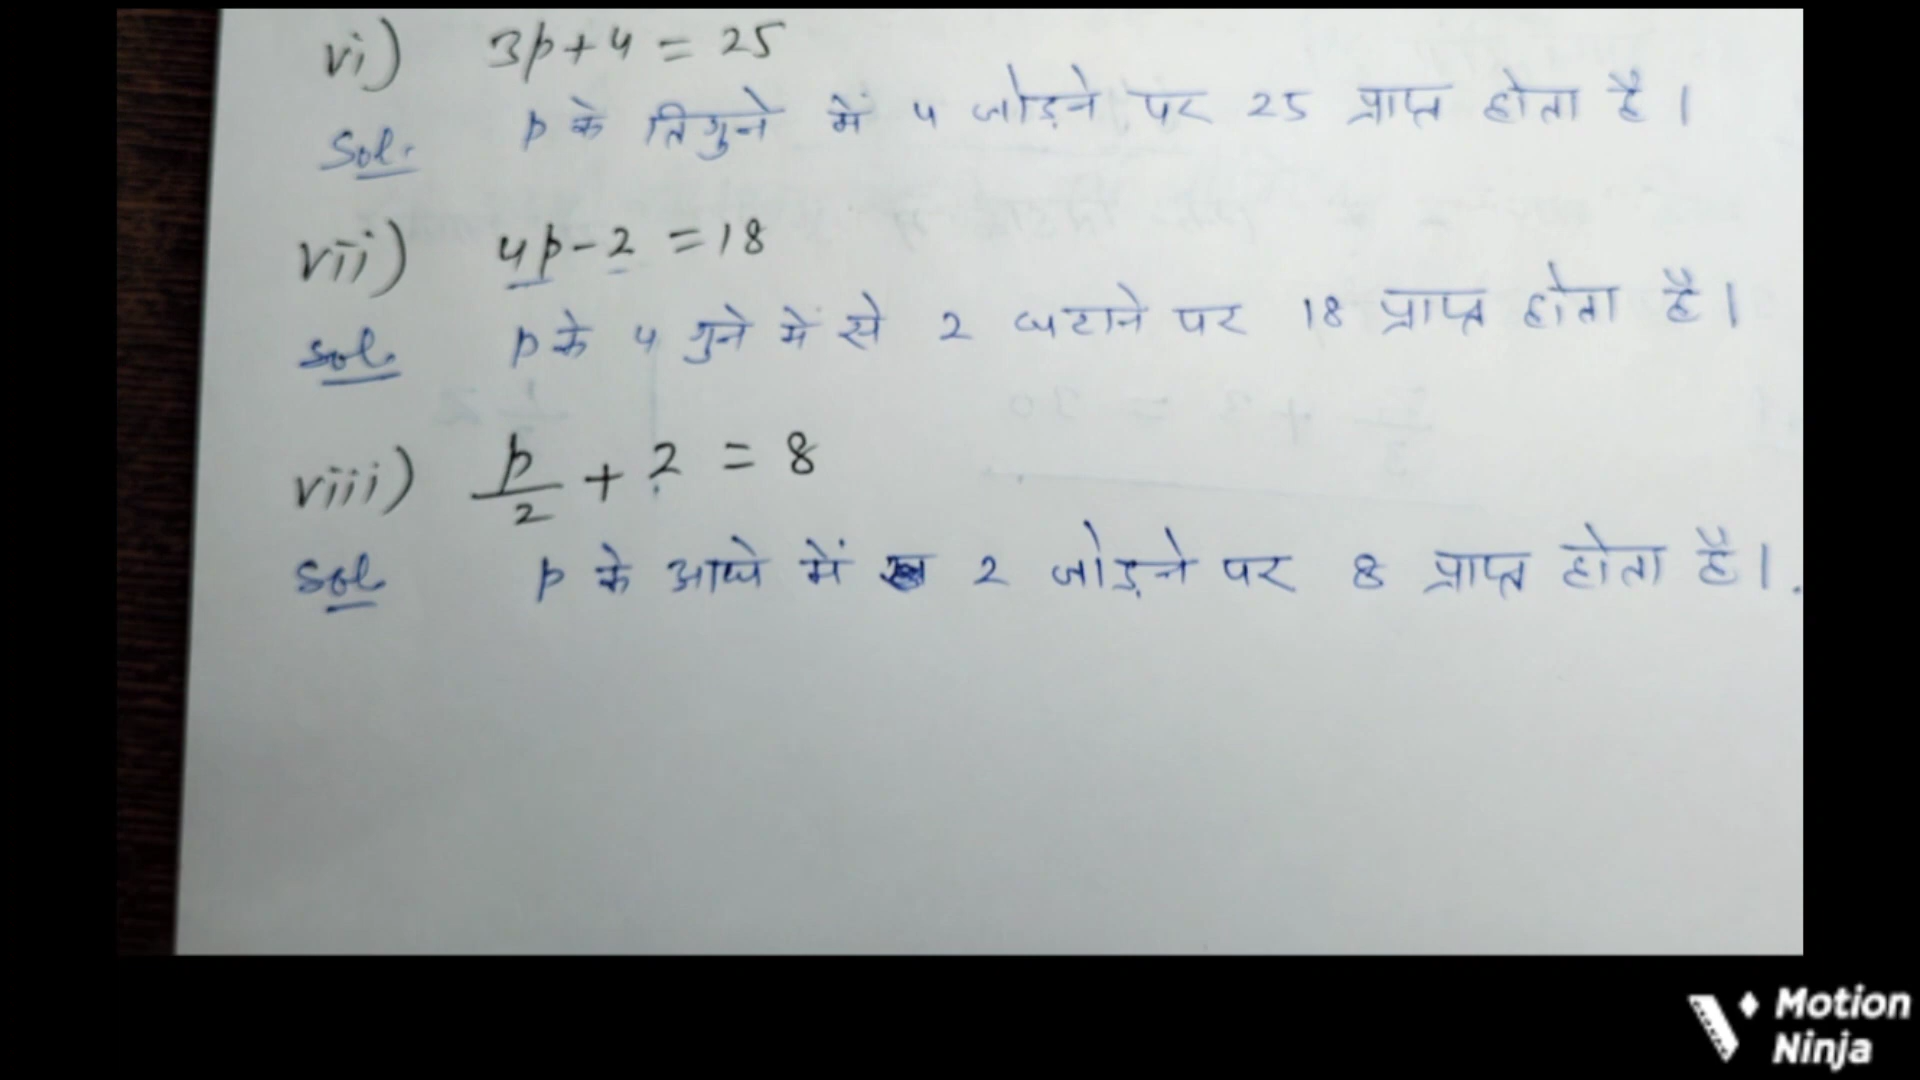 vi) 3p+4 = 25
Sol. p के तिगुने में 4 जोड़ने पर 25 प्राप्त होता है।
vii) 4p-2 = 18
Sol. p के 4 गुने में से 2 घटाने पर 18 प्राप्त होता है।
viii) p/2 + 2 = 8
Sol p के आधे में 2 जोड़ने पर 8 प्राप्त होता है।
Motion
Ninja